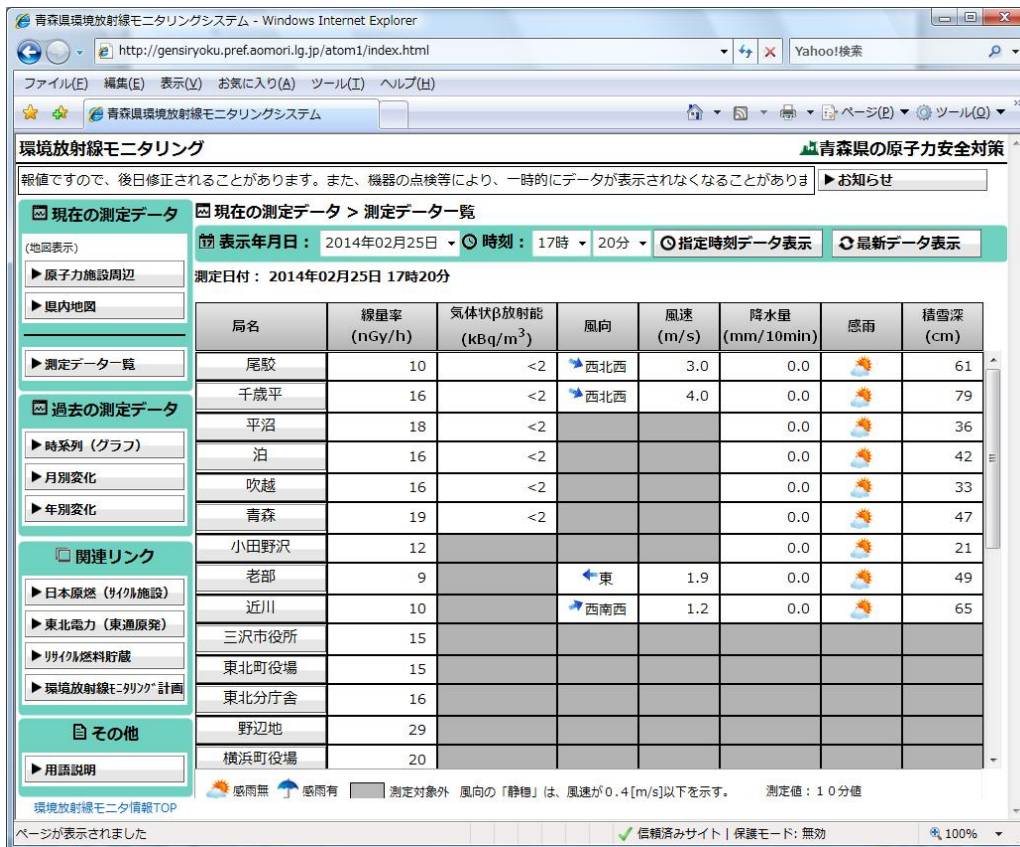 青森県環境放射線モニタリングシステム - Windows Internet Explorer
http://gensiryoku.pref.aomori.lg.jp/atom1/index.html
Yahoo!検索
ファイル(F) 編集(E) 表示(V) お気に入り(A) ツール(T) ヘルプ(H)
青森県環境放射線モニタリングシステム
ページ(P) ツール(O)
環境放射線モニタリング
青森県の原子力安全対策
報値ですので、後日修正されることがあります。また、機器の点検等により、一時的にデータが表示されなくなることがありま
▶お知らせ
現在の測定データ
(地図表示)
▶原子力施設周辺
▶県内地図
▶測定データ一覧
過去の測定データ
▶時系列(グラフ)
▶月別変化
▶年別変化
関連リンク
▶日本原燃(ｻｲｸﾙ施設)
▶東北電力(東通原発)
▶ﾘｻｲｸﾙ燃料貯蔵
▶環境放射線ﾓﾆﾀﾘﾝｸﾞ計画
その他
▶用語説明
環境放射線モニタ情報TOP
現在の測定データ > 測定データ一覧
表示年月日: 2014年02月25日 時刻: 17時 20分 指定時刻データ表示 最新データ表示
測定日付: 2014年02月25日 17時20分
局名 線量率(nGy/h) 気体状β放射能(kBq/m³) 風向 風速(m/s) 降水量(mm/10min) 感雨 積雪深(cm)
尾駮 10 <2 西北西 3.0 0.0 61
千歳平 16 <2 西北西 4.0 0.0 79
平沼 18 <2 0.0 36
泊 16 <2 0.0 42
吹越 16 <2 0.0 33
青森 19 <2 0.0 47
小田野沢 12 0.0 21
老部 9 東 1.9 0.0 49
近川 10 西南西 1.2 0.0 65
三沢市役所 15
東北町役場 15
東北分庁舎 16
野辺地 29
横浜町役場 20
感雨無 感雨有 測定対象外 風向の「静穏」は、風速が0.4[m/s]以下を示す。 測定値:10分値
ページが表示されました
信頼済みサイト | 保護モード: 無効
100%